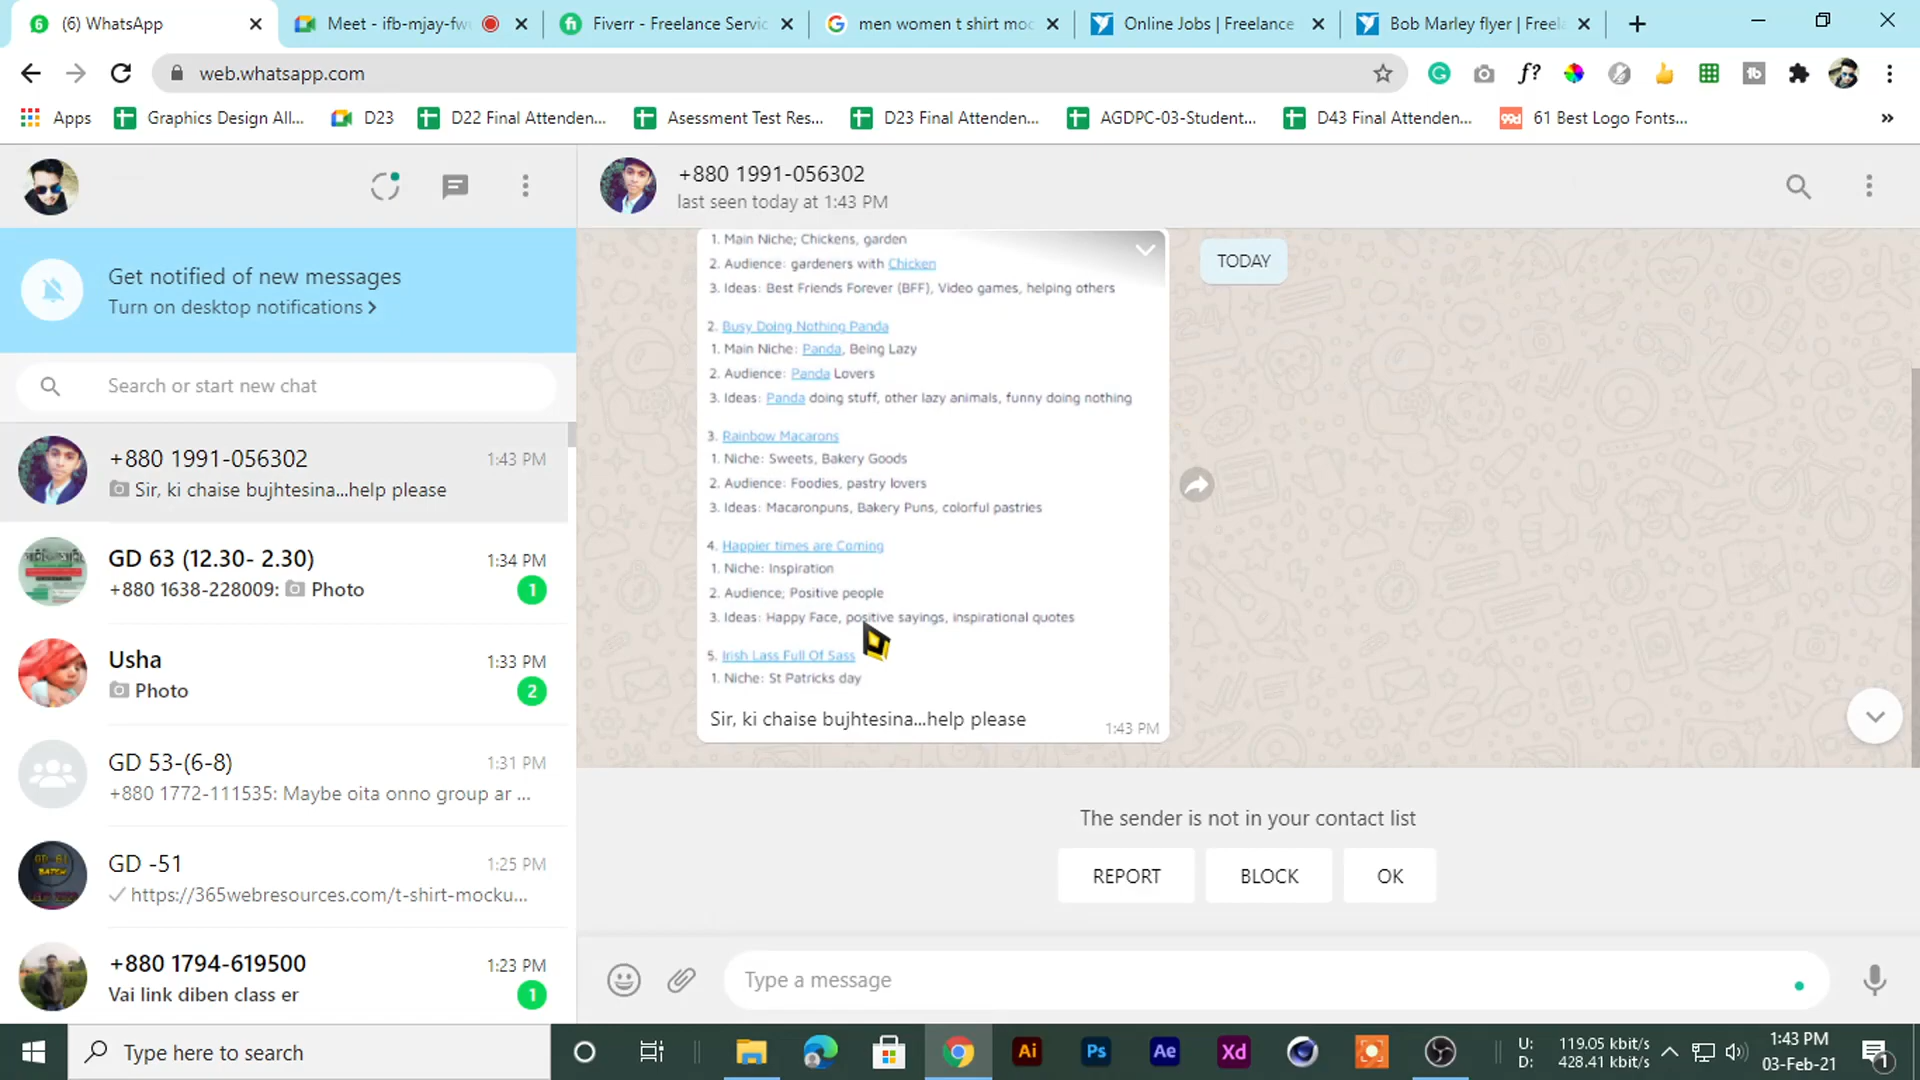 (6) WhatsApp
Meet - ifb-mjay-fw
Fiverr - Freelance Servic
men women t shirt moc
Online Jobs | Freelance
Bob Marley flyer | Freela
web.whatsapp.com
Apps
Graphics Design All...
D23
D22 Final Attenden...
Asessment Test Res...
D23 Final Attenden...
AGDPC-03-Student...
D43 Final Attenden...
61 Best Logo Fonts...
+880 1991-056302
last seen today at 1:43 PM
Get notified of new messages
Turn on desktop notifications >
Search or start new chat
+880 1991-056302
1:43 PM
Sir, ki chaise bujhtesina...help please
GD 63 (12.30- 2.30)
1:34 PM
+880 1638-228009: Photo
1
Usha
1:33 PM
Photo
2
GD 53-(6-8)
1:31 PM
+880 1772-111535: Maybe oita onno group ar ...
GD -51
1:25 PM
https://365webresources.com/t-shirt-mocku...
+880 1794-619500
1:23 PM
Vai link diben class er
1
TODAY
1. Main Niche; Chickens, garden
2. Audience: gardeners with Chicken
3. Ideas: Best Friends Forever (BFF), Video games, helping others
2. Busy Doing Nothing Panda
1. Main Niche: Panda, Being Lazy
2. Audience: Panda Lovers
3. Ideas: Panda doing stuff, other lazy animals, funny doing nothing
3. Rainbow Macarons
1. Niche: Sweets, Bakery Goods
2. Audience: Foodies, pastry lovers
3. Ideas: Macaronpuns, Bakery Puns, colorful pastries
4. Happier times are Coming
1. Niche: Inspiration
2. Audience; Positive people
3. Ideas: Happy Face, positive sayings, inspirational quotes
5. Irish Lass Full Of Sass
1. Niche: St Patricks day
Sir, ki chaise bujhtesina...help please
1:43 PM
The sender is not in your contact list
REPORT
BLOCK
OK
Type a message
Type here to search
Ai
Ps
Ae
Xd
U: 119.05 kbit/s
D: 428.41 kbit/s
1:43 PM
03-Feb-21
1